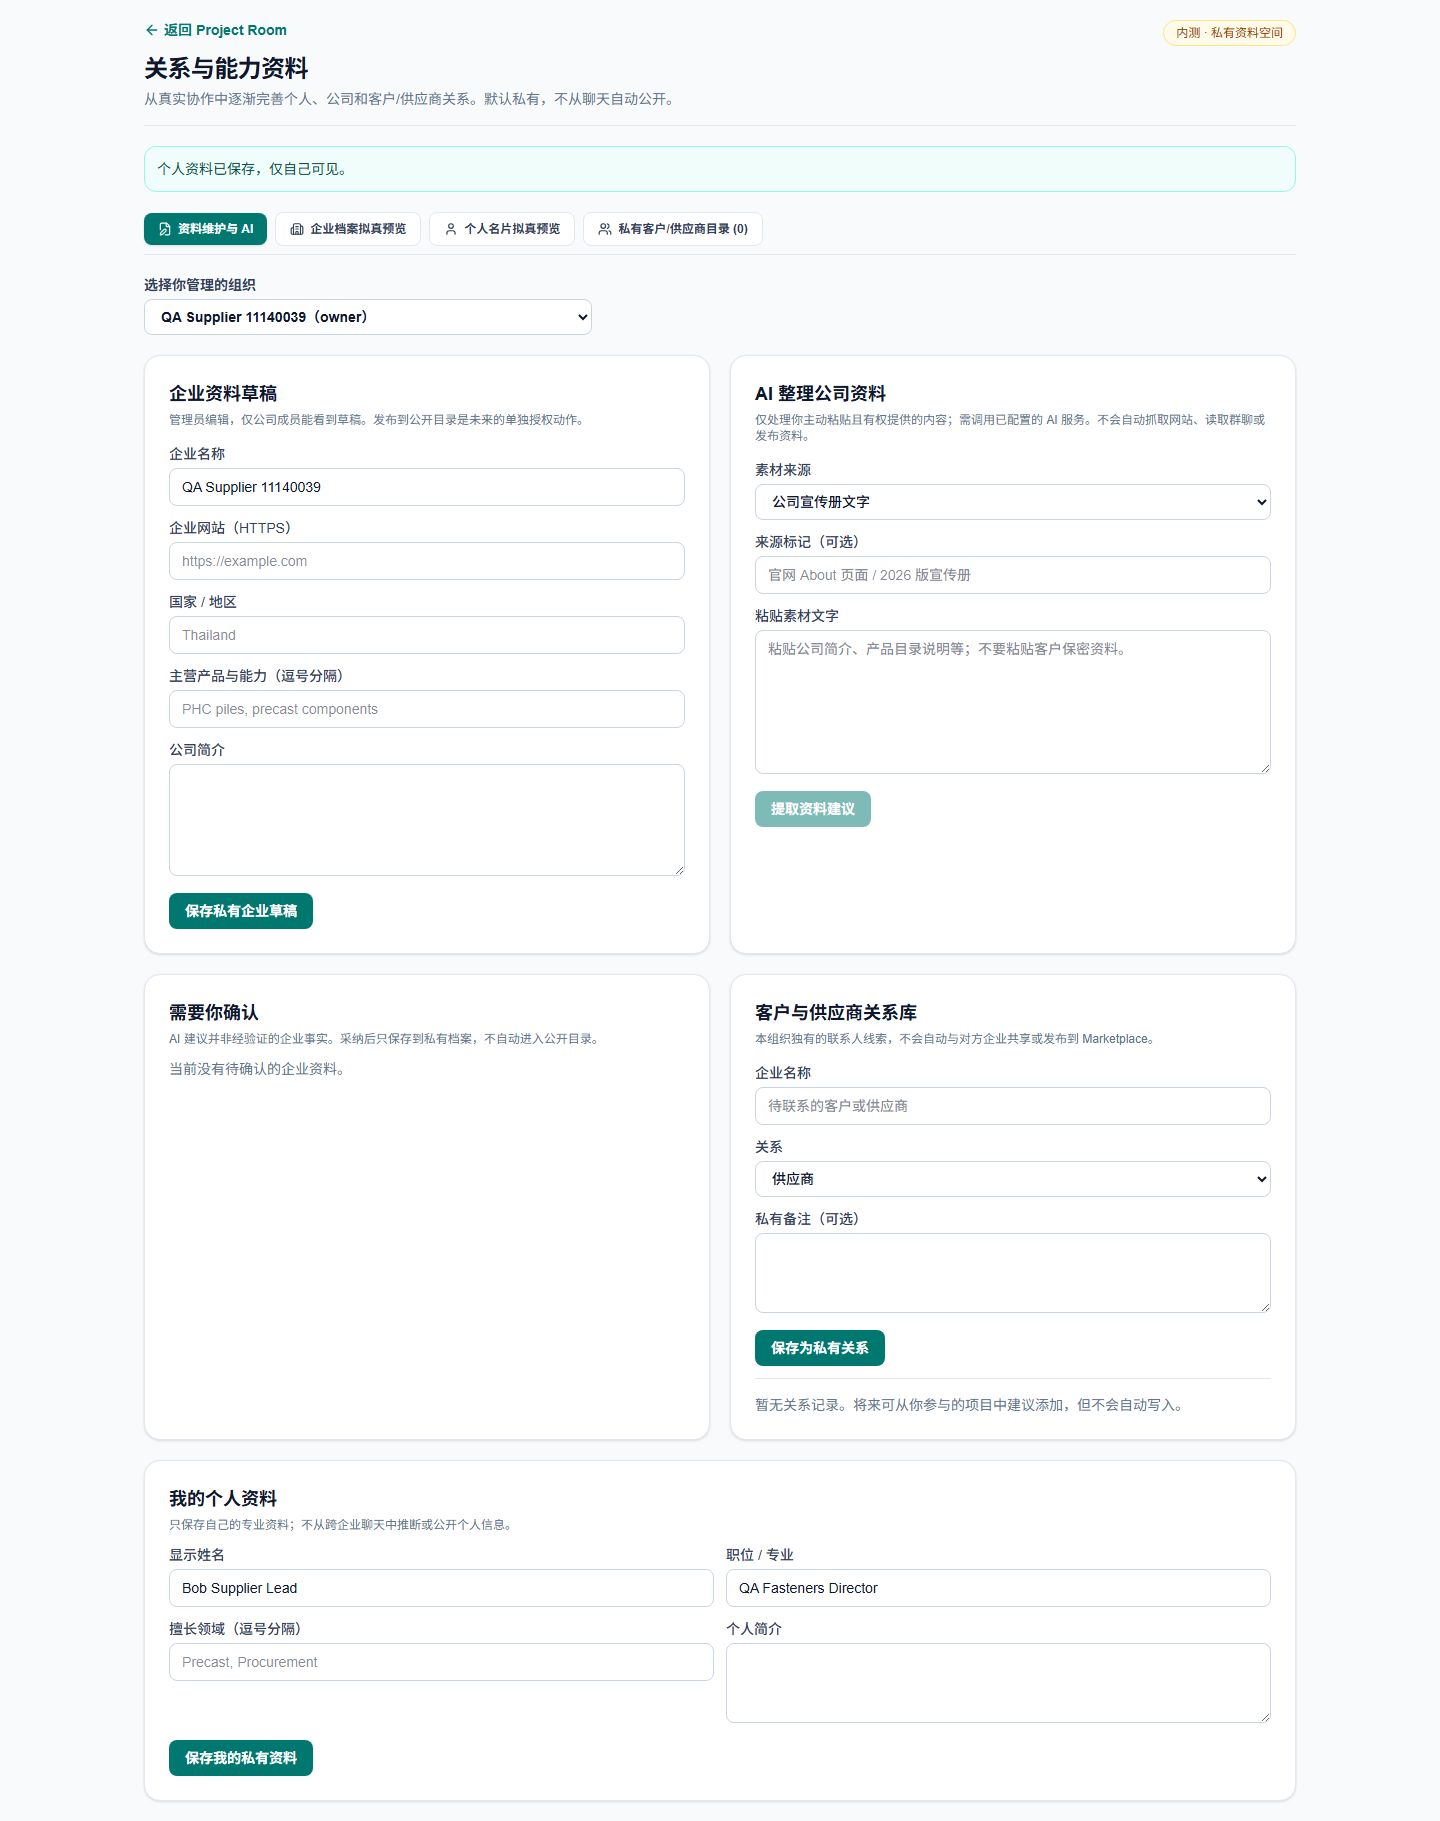 返回 Project Room
内测 · 私有资料空间
关系与能力资料
从真实协作中逐渐完善个人、公司和客户/供应商关系。默认私有，不从聊天自动公开。
个人资料已保存，仅自己可见。
资料维护与 AI
企业档案拟真预览
个人名片拟真预览
私有客户/供应商目录 (0)
选择你管理的组织
QA Supplier 11140039（owner）
企业资料草稿
管理员编辑，仅公司成员能看到草稿。发布到公开目录是未来的单独授权动作。
企业名称
QA Supplier 11140039
企业网站（HTTPS）
https://example.com
国家 / 地区
Thailand
主营产品与能力（逗号分隔）
PHC piles, precast components
公司简介
保存私有企业草稿
AI 整理公司资料
仅处理你主动粘贴且有权提供的内容；需调用已配置的 AI 服务。不会自动抓取网站、读取群聊或
发布资料。
素材来源
公司宣传册文字
来源标记（可选）
官网 About 页面 / 2026 版宣传册
粘贴素材文字
粘贴公司简介、产品目录说明等；不要粘贴客户保密资料。
提取资料建议
需要你确认
AI 建议并非经验证的企业事实。采纳后只保存到私有档案，不自动进入公开目录。
当前没有待确认的企业资料。
客户与供应商关系库
本组织独有的联系人线索，不会自动与对方企业共享或发布到 Marketplace。
企业名称
待联系的客户或供应商
关系
供应商
私有备注（可选）
保存为私有关系
暂无关系记录。将来可从你参与的项目中建议添加，但不会自动写入。
我的个人资料
只保存自己的专业资料；不从跨企业聊天中推断或公开个人信息。
显示姓名
Bob Supplier Lead
职位 / 专业
QA Fasteners Director
擅长领域（逗号分隔）
Precast, Procurement
个人简介
保存我的私有资料